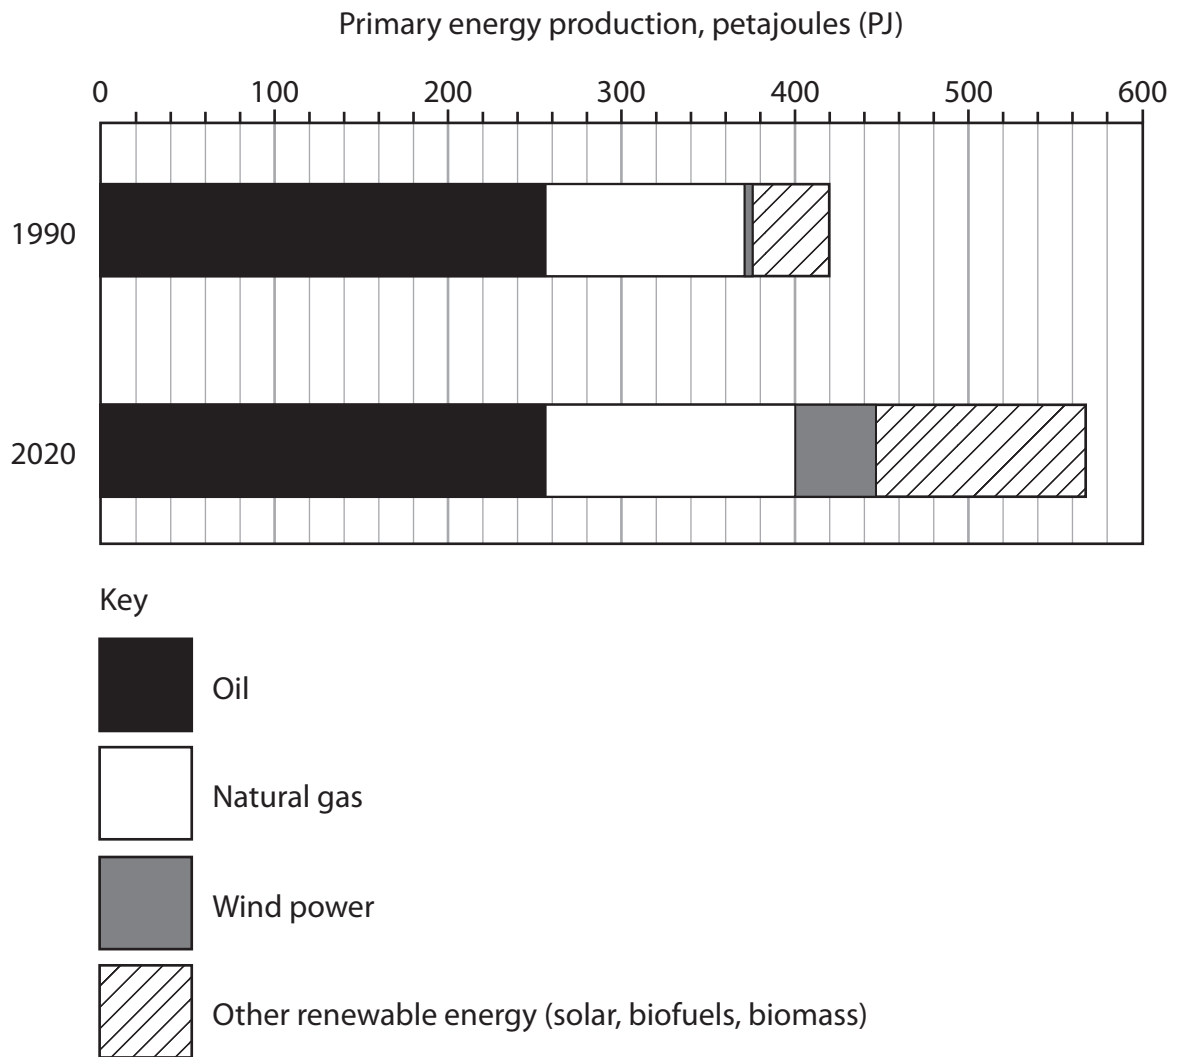 Primary energy production, petajoules (PJ)
0 100 200 300 400 500 600
1990
2020
Key
Oil
Natural gas
Wind power
Other renewable energy (solar, biofuels, biomass)